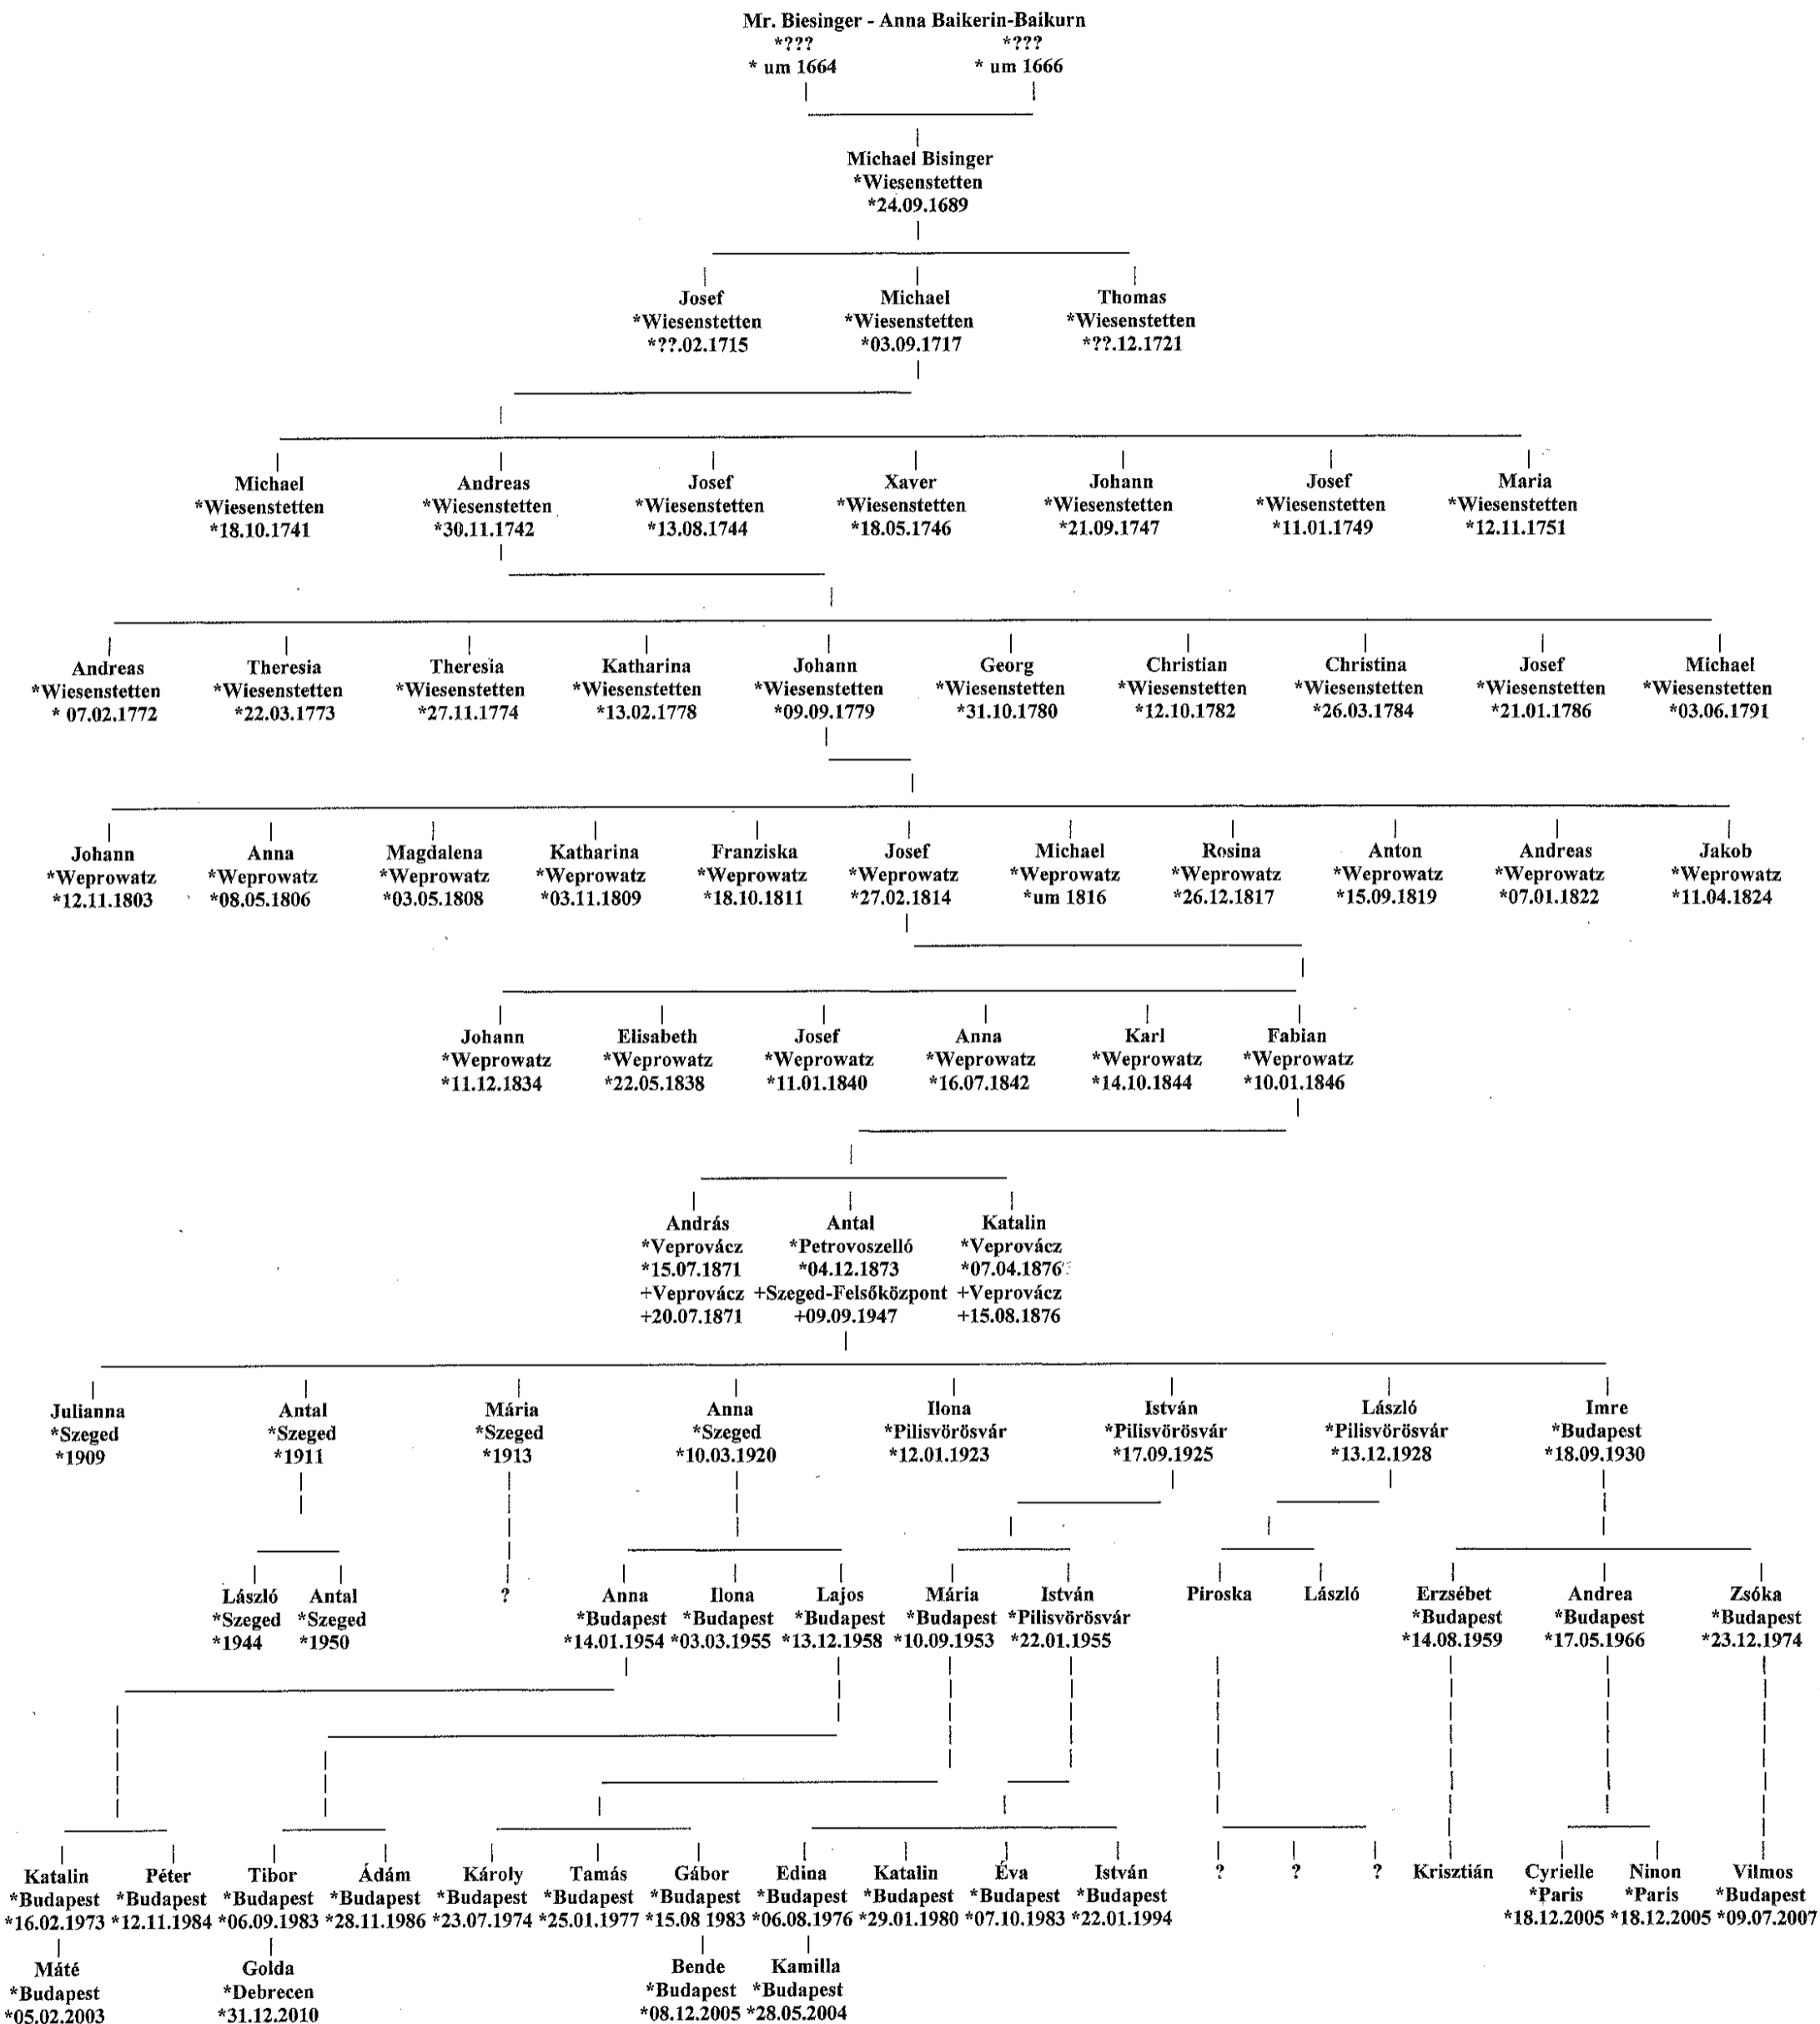 Mr. Biesinger - Anna Baikerin-Baikurn
*??? *???
* um 1664 * um 1666
Michael Bisinger
*Wiesenstetten
*24.09.1689
Josef Michael Thomas
*Wiesenstetten *Wiesenstetten *Wiesenstetten
*??.02.1715 *03.09.1717 *??.12.1721
Michael Andreas Josef Xaver Johann Josef Maria
*Wiesenstetten *Wiesenstetten *Wiesenstetten *Wiesenstetten *Wiesenstetten *Wiesenstetten *Wiesenstetten
*18.10.1741 *30.11.1742 *13.08.1744 *18.05.1746 *21.09.1747 *11.01.1749 *12.11.1751
Andreas Theresia Theresia Katharina Johann Georg Christian Christina Josef Michael
*Wiesenstetten *Wiesenstetten *Wiesenstetten *Wiesenstetten *Wiesenstetten *Wiesenstetten *Wiesenstetten *Wiesenstetten *Wiesenstetten *Wiesenstetten
* 07.02.1772 *22.03.1773 *27.11.1774 *13.02.1778 *09.09.1779 *31.10.1780 *12.10.1782 *26.03.1784 *21.01.1786 *03.06.1791
Johann Anna Magdalena Katharina Franziska Josef Michael Rosina Anton Andreas Jakob
*Weprowatz *Weprowatz *Weprowatz *Weprowatz *Weprowatz *Weprowatz *Weprowatz *Weprowatz *Weprowatz *Weprowatz *Weprowatz
*12.11.1803 *08.05.1806 *03.05.1808 *03.11.1809 *18.10.1811 *27.02.1814 *um 1816 *26.12.1817 *15.09.1819 *07.01.1822 *11.04.1824
Johann Elisabeth Josef Anna Karl Fabian
*Weprowatz *Weprowatz *Weprowatz *Weprowatz *Weprowatz *Weprowatz
*11.12.1834 *22.05.1838 *11.01.1840 *16.07.1842 *14.10.1844 *10.01.1846
András Antal Katalin
*Veprovácz *Petrovoszelló *Veprovácz
*15.07.1871 *04.12.1873 *07.04.1876
+Veprovácz +Szeged-Felsőközpont +Veprovácz
+20.07.1871 +09.09.1947 +15.08.1876
Julianna Antal Mária Anna Ilona István László Imre
*Szeged *Szeged *Szeged *Szeged *Pilisvörösvár *Pilisvörösvár *Pilisvörösvár *Budapest
*1909 *1911 *1913 *10.03.1920 *12.01.1923 *17.09.1925 *13.12.1928 *18.09.1930
László Antal ? Anna Ilona Lajos Mária István Piroska László Erzsébet Andrea Zsóka
*Szeged *Szeged *Budapest *Budapest *Budapest *Budapest *Pilisvörösvár *Budapest *Budapest *Budapest
*1944 *1950 *14.01.1954 *03.03.1955 *13.12.1958 *10.09.1953 *22.01.1955 *14.08.1959 *17.05.1966 *23.12.1974
Katalin Péter Tibor Ádám Károly Tamás Gábor Edina Katalin Éva István ? ? ? Krisztián Cyrielle Ninon Vilmos
*Budapest *Budapest *Budapest *Budapest *Budapest *Budapest *Budapest *Budapest *Budapest *Budapest *Budapest *Paris *Paris *Budapest
*16.02.1973 *12.11.1984 *06.09.1983 *28.11.1986 *23.07.1974 *25.01.1977 *15.08 1983 *06.08.1976 *29.01.1980 *07.10.1983 *22.01.1994 *18.12.2005 *18.12.2005 *09.07.2007
Máté Golda Bende Kamilla
*Budapest *Debrecen *Budapest *Budapest
*05.02.2003 *31.12.2010 *08.12.2005 *28.05.2004